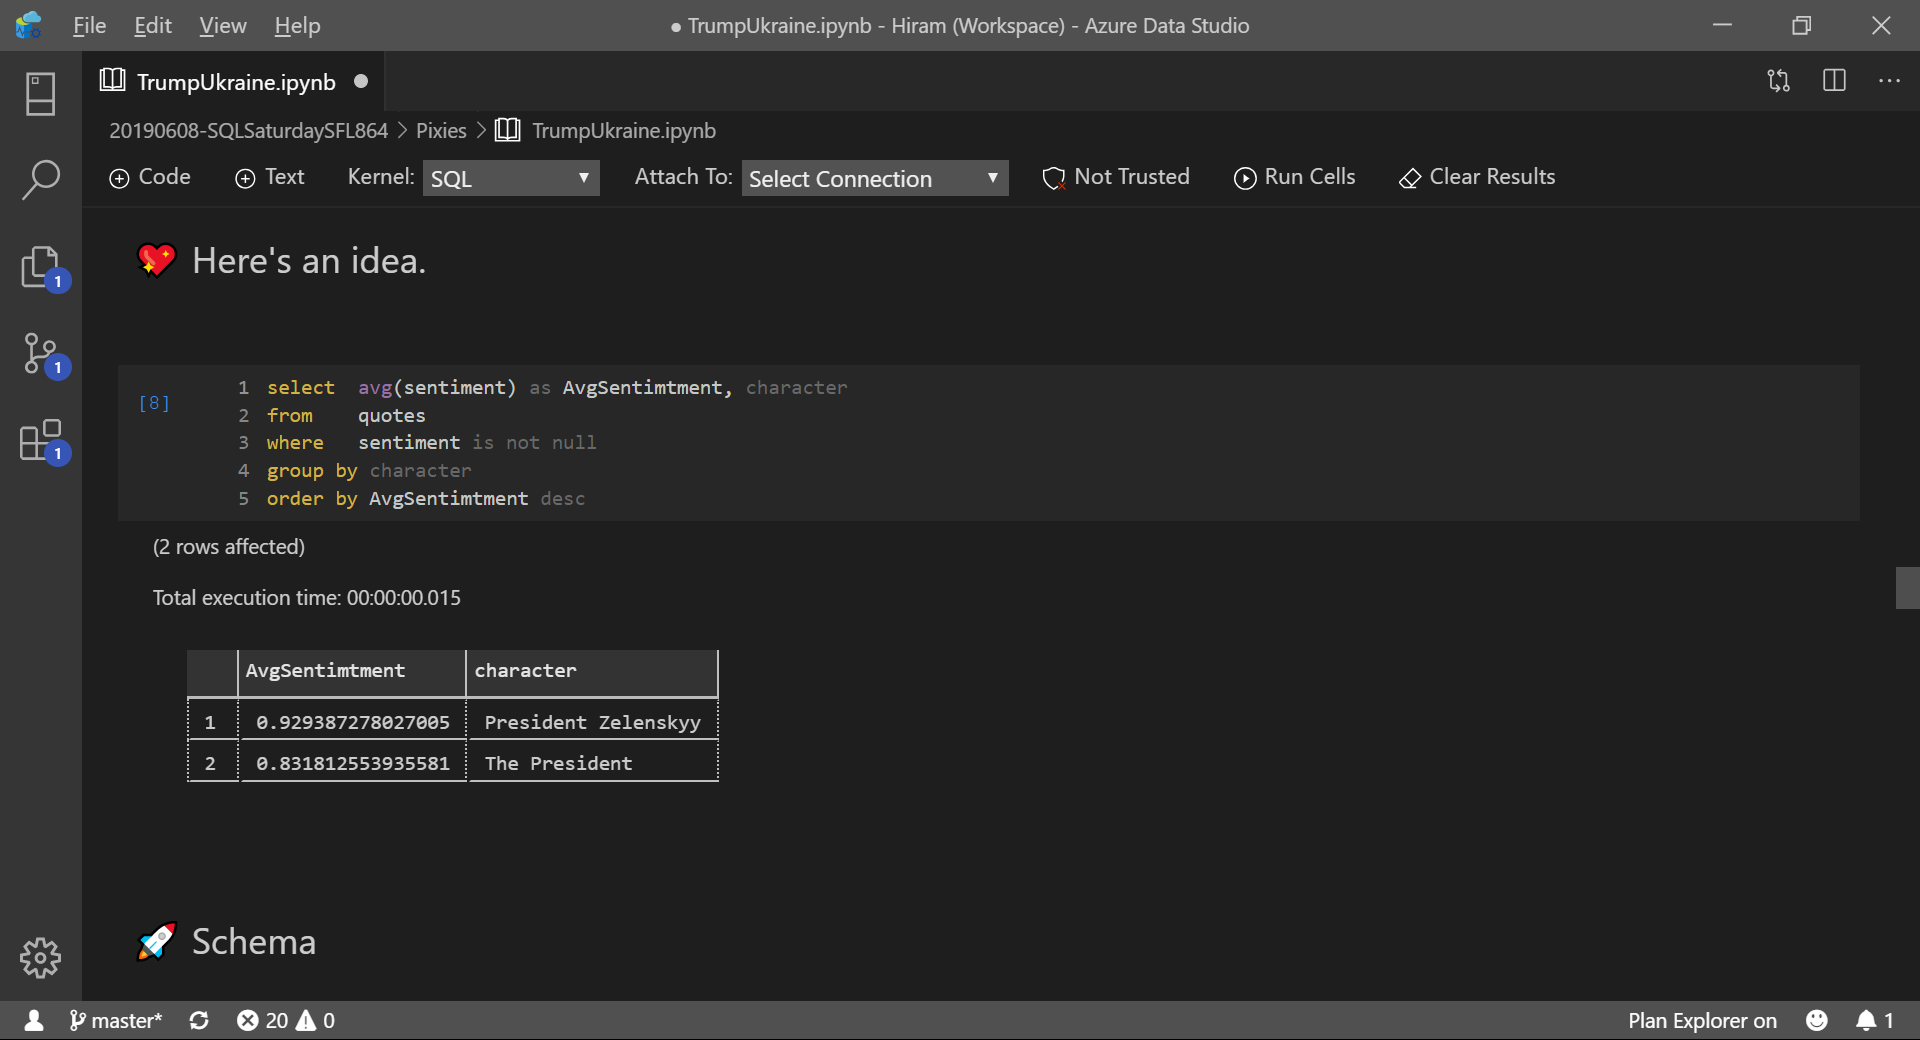 File Edit View Help ● TrumpUkraine.ipynb - Hiram (Workspace) - Azure Data Studio
TrumpUkraine.ipynb ●
20190608-SQLSaturdaySFL864 > Pixies > TrumpUkraine.ipynb
Code Text Kernel: SQL ▼ Attach To: Select Connection ▼ Not Trusted Run Cells Clear Results
💖 Here's an idea.
1
1
1
[8]
1 select avg(sentiment) as AvgSentimtment, character
2 from quotes
3 where sentiment is not null
4 group by character
5 order by AvgSentimtment desc
(2 rows affected)
Total execution time: 00:00:00.015
AvgSentimtment character
1 0.929387278027005 President Zelenskyy
2 0.831812553935581 The President
🚀 Schema
master* 20 0 Plan Explorer on 1